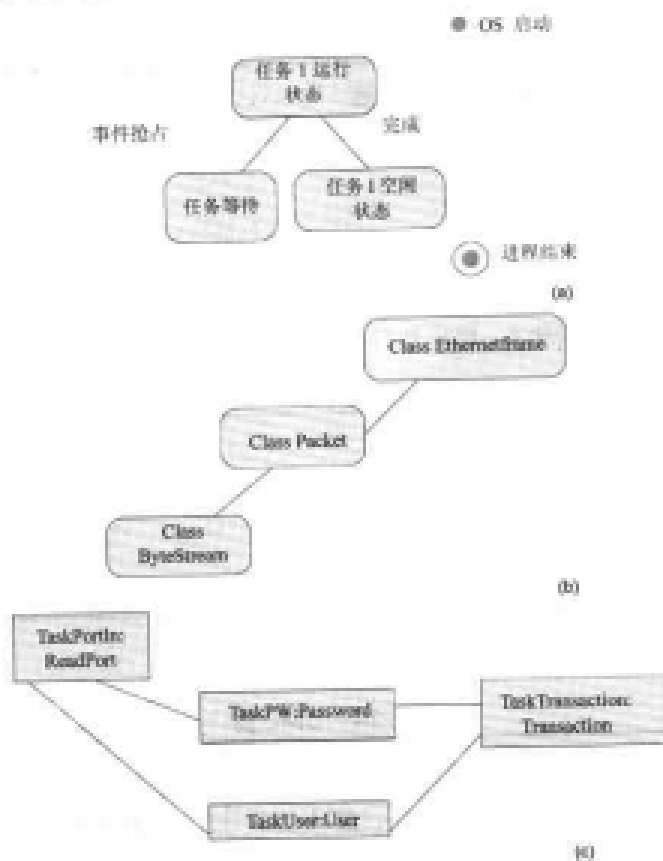 OS 启动
任务1运行
状态
事件抢占
完成
任务等待
任务1空闲
状态
进程结束
(a)
Class Ethernetframe
Class Packet
Class
ByteStream
(b)
TaskPortIn:
ReadPort
TaskPW:Password
TaskTransaction:
Transaction
TaskUser:User
(c)